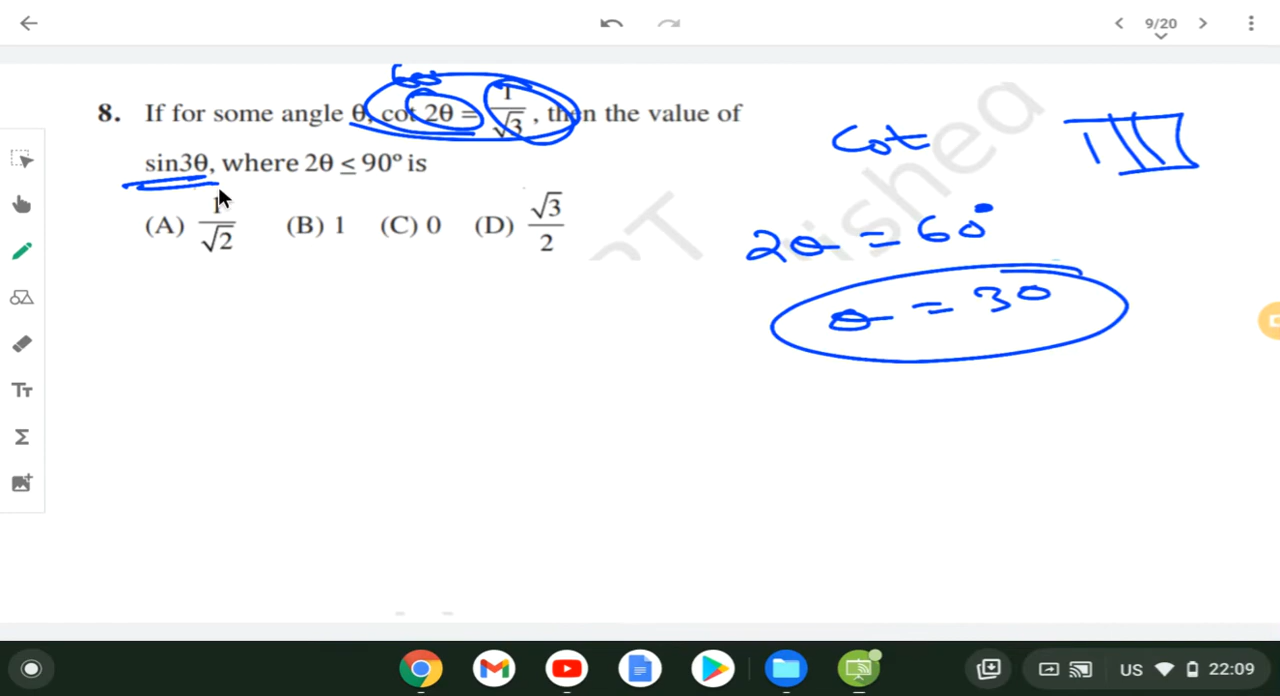 9/20
8. If for some angle θ, cot 2θ = 1/√3, then the value of
sin3θ, where 2θ ≤ 90° is
(A) 1/√2 (B) 1 (C) 0 (D) √3/2
cot
2θ = 60°
θ = 30
Tт
Σ
US 22:09